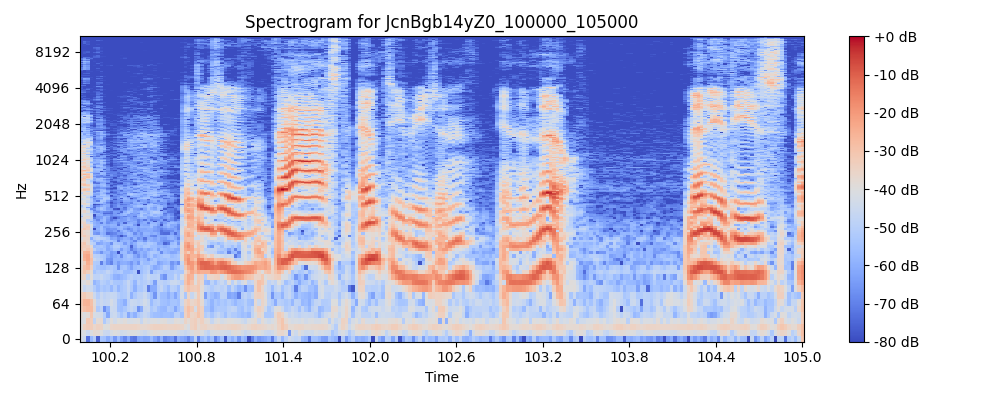 Spectrogram for JcnBgb14yZ0_100000_105000
8192
4096
2048
1024
512
256
128
64
0
Hz
100.2 100.8 101.4 102.0 102.6 103.2 103.8 104.4 105.0
Time
+0 dB
-10 dB
-20 dB
-30 dB
-40 dB
-50 dB
-60 dB
-70 dB
-80 dB